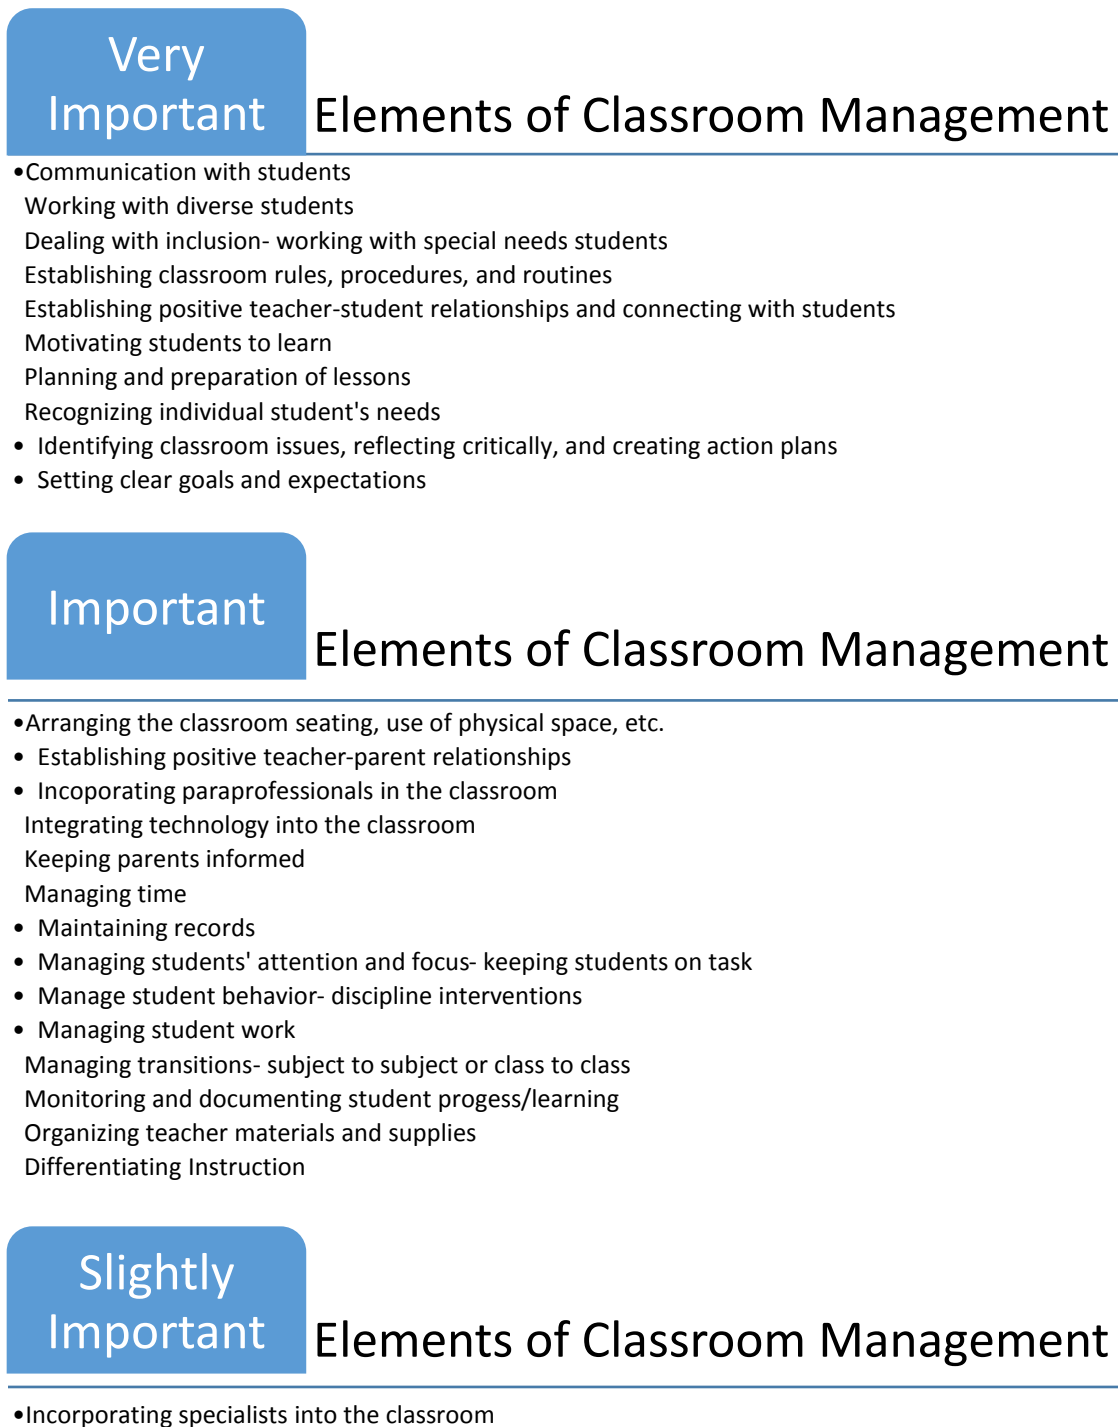 Very
Important
Elements of Classroom Management
•Communication with students
Working with diverse students
Dealing with inclusion- working with special needs students
Establishing classroom rules, procedures, and routines
Establishing positive teacher-student relationships and connecting with students
Motivating students to learn
Planning and preparation of lessons
Recognizing individual student's needs
• Identifying classroom issues, reflecting critically, and creating action plans
• Setting clear goals and expectations
Important
Elements of Classroom Management
•Arranging the classroom seating, use of physical space, etc.
• Establishing positive teacher-parent relationships
• Incoporating paraprofessionals in the classroom
Integrating technology into the classroom
Keeping parents informed
Managing time
• Maintaining records
• Managing students' attention and focus- keeping students on task
• Manage student behavior- discipline interventions
• Managing student work
Managing transitions- subject to subject or class to class
Monitoring and documenting student progess/learning
Organizing teacher materials and supplies
Differentiating Instruction
Slightly
Important
Elements of Classroom Management
•Incorporating specialists into the classroom